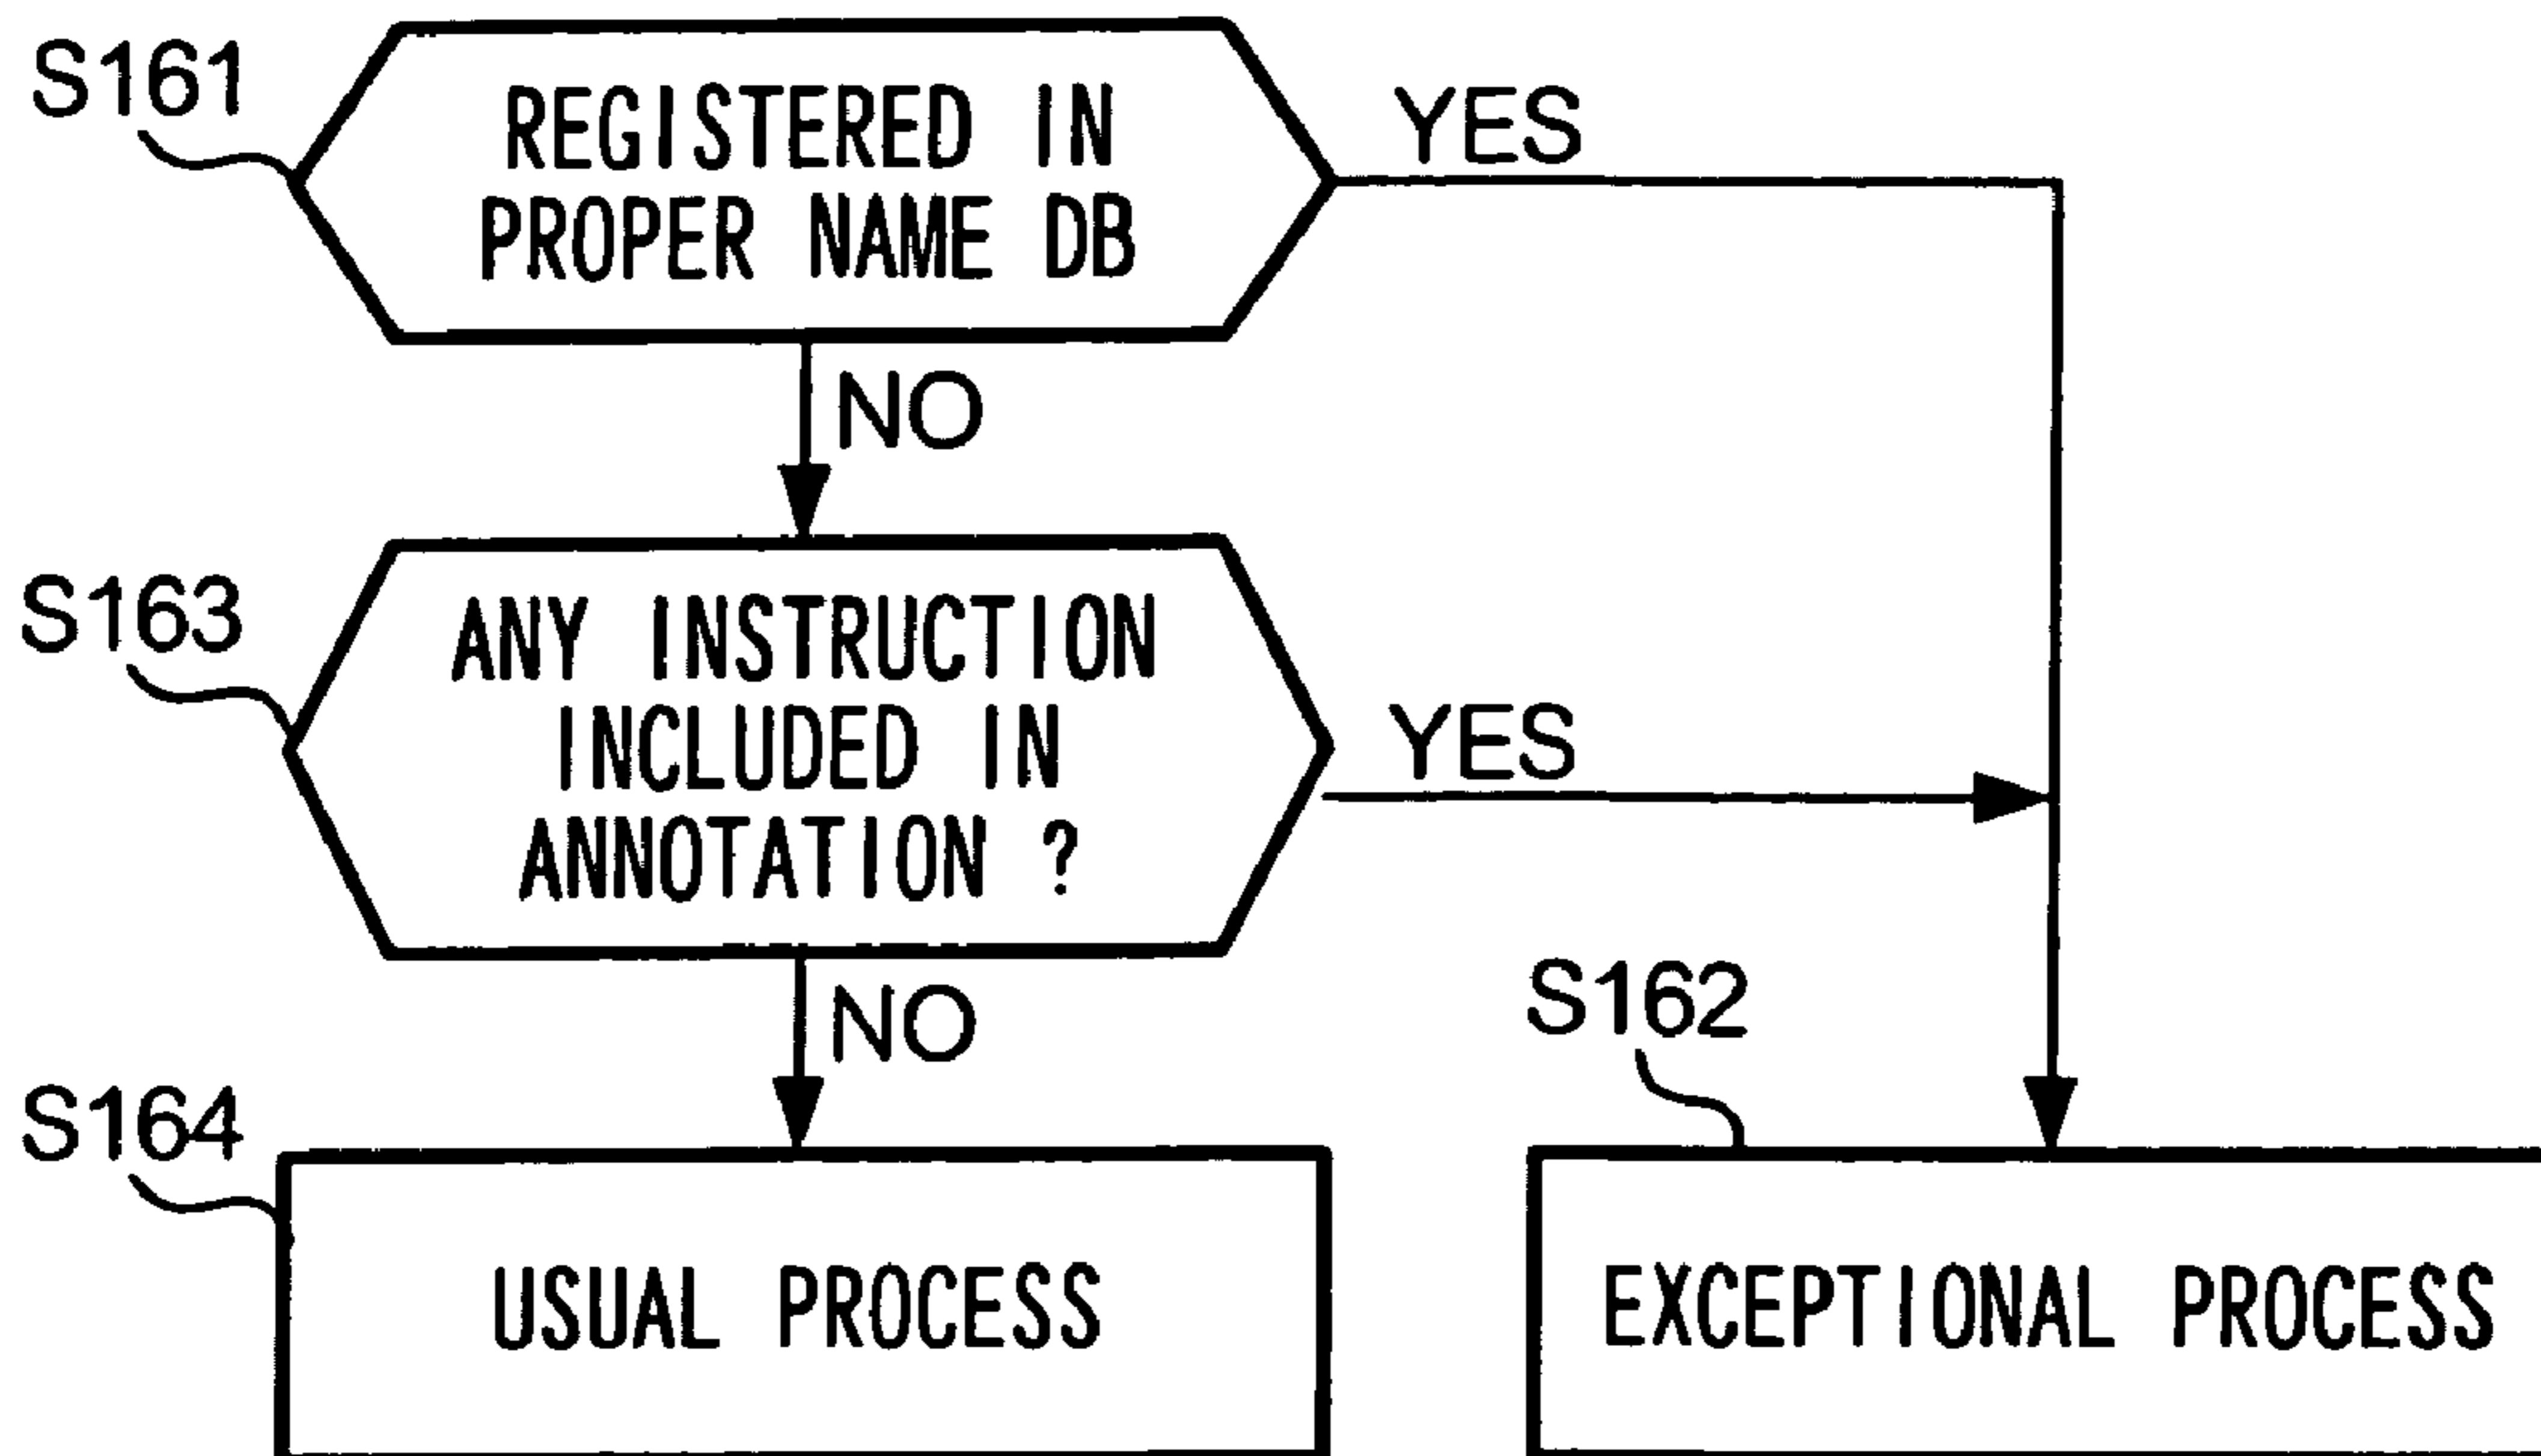 S161
REGISTERED IN
PROPER NAME DB
YES
NO
S163
ANY INSTRUCTION
INCLUDED IN
ANNOTATION ?
YES
NO
S162
S164
USUAL PROCESS
EXCEPTIONAL PROCESS